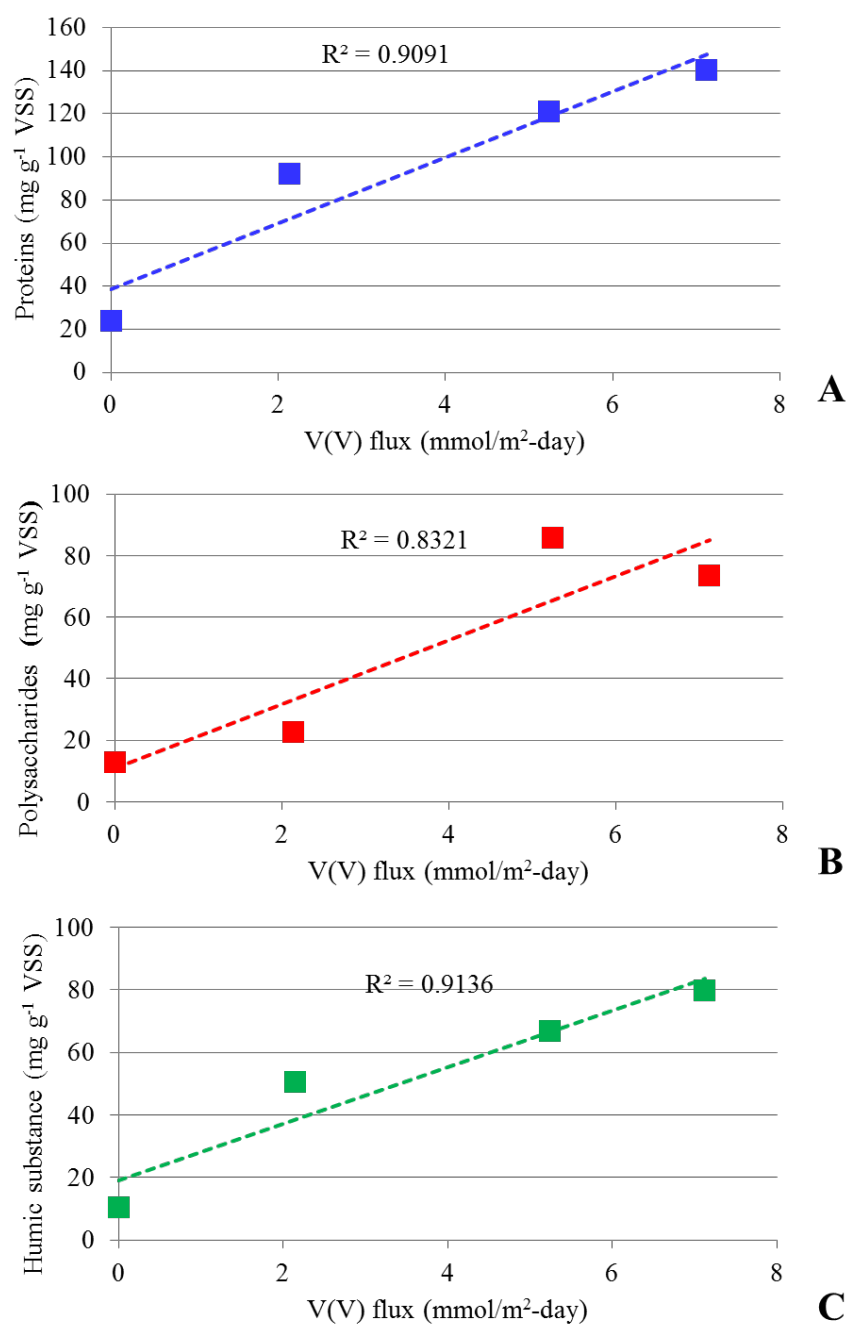 160
140
120
100
80
60
40
20
0
Proteins (mg g⁻¹ VSS)
R² = 0.9091
0 2 4 6 8
V(V) flux (mmol/m²-day)
A
100
80
60
40
20
0
Polysaccharides (mg g⁻¹ VSS)
R² = 0.8321
0 2 4 6 8
V(V) flux (mmol/m²-day)
B
100
80
60
40
20
0
Humic substance (mg g⁻¹ VSS)
R² = 0.9136
0 2 4 6 8
V(V) flux (mmol/m²-day)
C